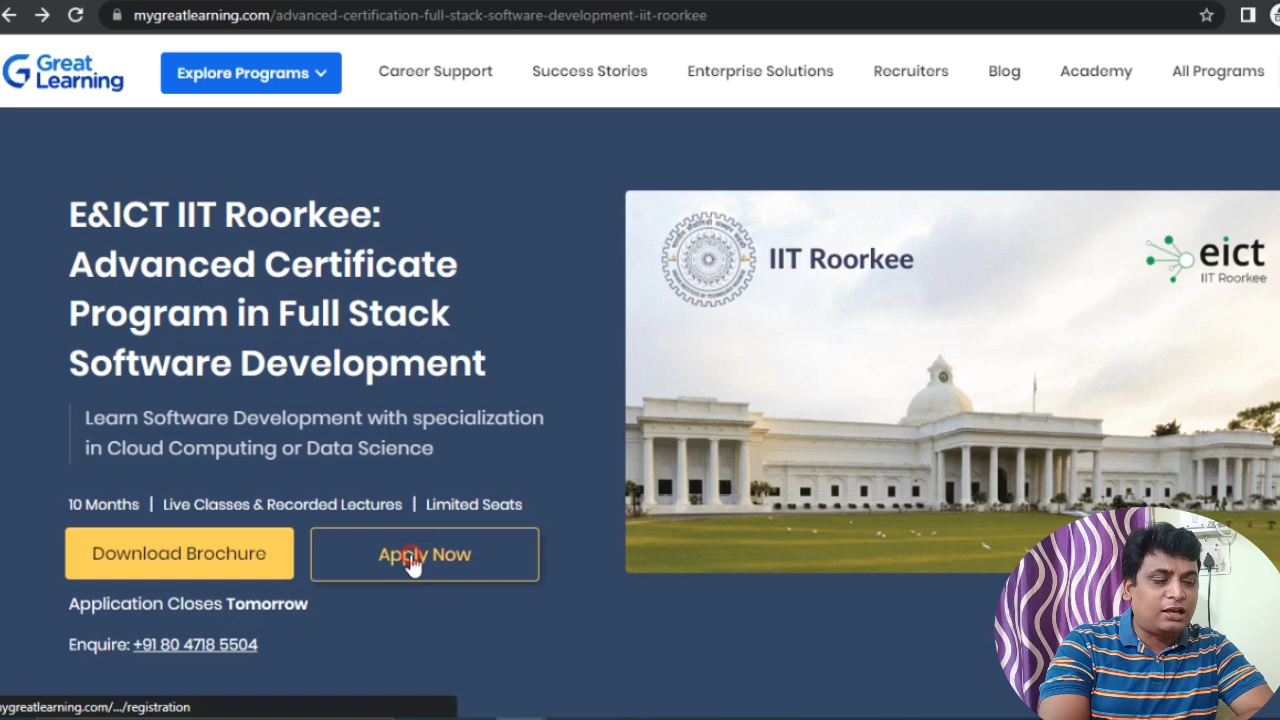 mygreatlearning.com/advanced-certification-full-stack-software-development-iit-roorkee
Great Learning
Explore Programs
Career Support
Success Stories
Enterprise Solutions
Recruiters
Blog
Academy
All Programs
E&ICT IIT Roorkee:
Advanced Certificate
Program in Full Stack
Software Development
Learn Software Development with specialization
in Cloud Computing or Data Science
10 Months | Live Classes & Recorded Lectures | Limited Seats
Download Brochure
Apply Now
Application Closes Tomorrow
Enquire: +91 80 4718 5504
IIT Roorkee
eict
IIT Roorkee
mygreatlearning.com/.../registration